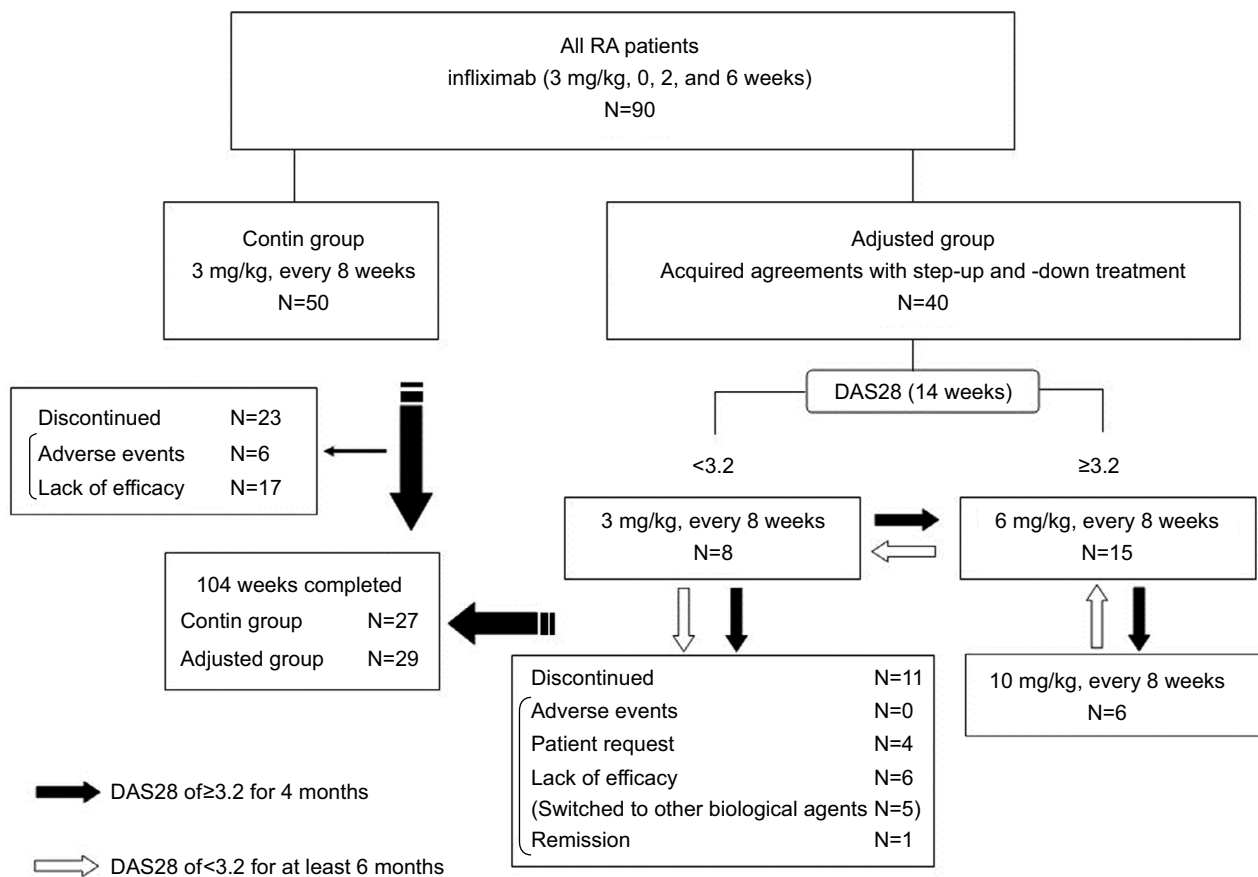 All RA patients
infliximab (3 mg/kg, 0, 2, and 6 weeks)
N=90
Contin group
3 mg/kg, every 8 weeks
N=50
Adjusted group
Acquired agreements with step-up and -down treatment
N=40
DAS28 (14 weeks)
Discontinued N=23
Adverse events N=6
Lack of efficacy N=17
<3.2
≥3.2
3 mg/kg, every 8 weeks
N=8
6 mg/kg, every 8 weeks
N=15
104 weeks completed
Contin group N=27
Adjusted group N=29
Discontinued N=11
Adverse events N=0
Patient request N=4
Lack of efficacy N=6
(Switched to other biological agents N=5)
Remission N=1
10 mg/kg, every 8 weeks
N=6
DAS28 of≥3.2 for 4 months
DAS28 of<3.2 for at least 6 months